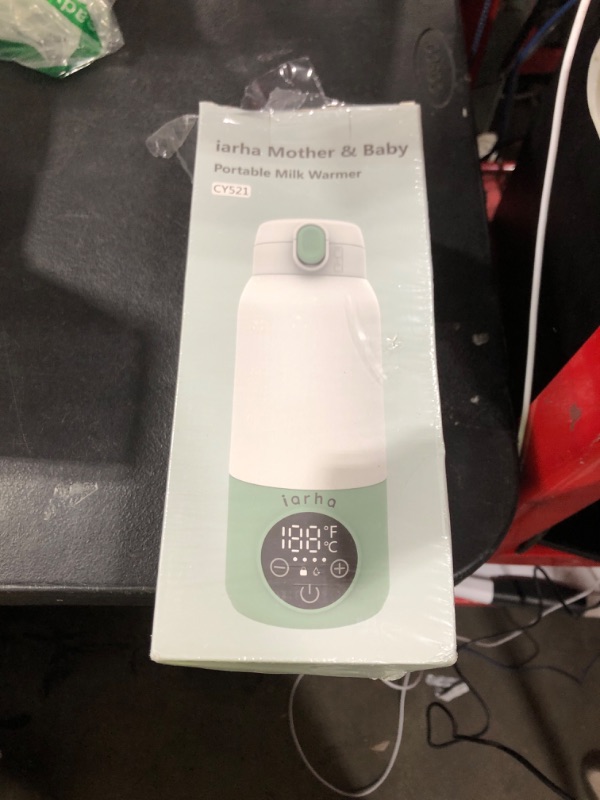 iarha Mother & Baby
Portable Milk Warmer
CY521
iarha
188°F
°C